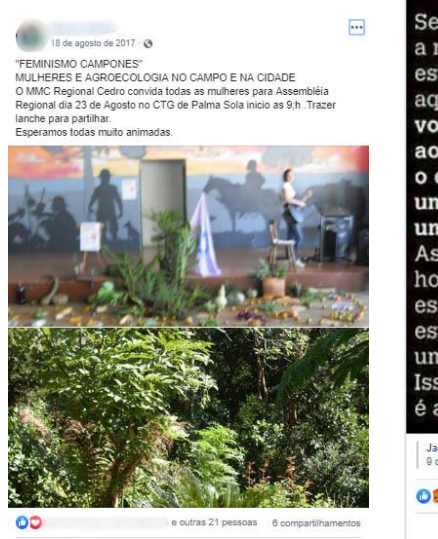 18 de agosto de 2017 ·
"FEMINISMO CAMPONES"
MULHERES E AGROECOLOGIA NO CAMPO E NA CIDADE
O MMC Regional Cedro convida todas as mulheres para Assembléia
Regional dia 23 de Agosto no CTG de Palma Sola inicio as 9;h .Trazer
lanche para partilhar.
Esperamos todas muito animadas.
e outras 21 pessoas 6 compartilhamentos
Se
a
es
aq
vo
ao
o
un
un
As
ho
es
es
un
Iss
é a
Ja
9